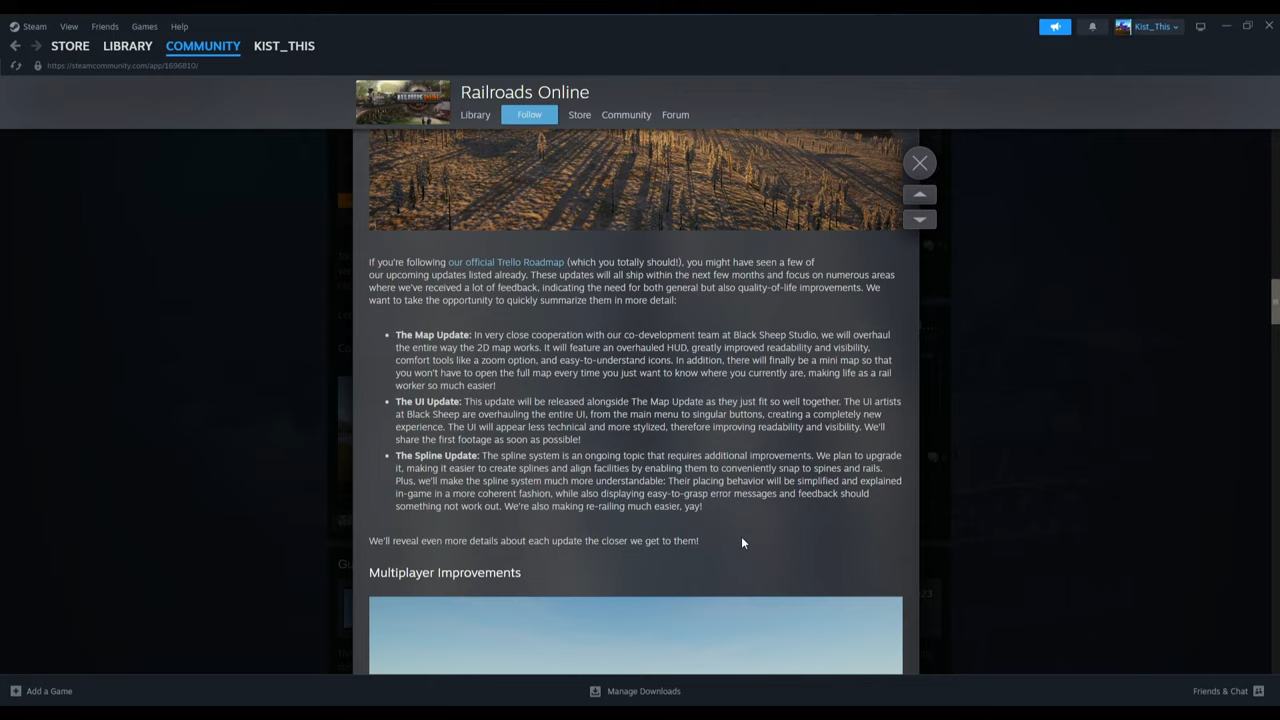 Steam View Friends Games Help
Kist_This
STORE LIBRARY COMMUNITY KIST_THIS
https://steamcommunity.com/app/1696810/
RAILROADS ONLINE
Railroads Online
Library Follow Store Community Forum
If you're following our official Trello Roadmap (which you totally should!), you might have seen a few of
our upcoming updates listed already. These updates will all ship within the next few months and focus on numerous areas
where we've received a lot of feedback, indicating the need for both general but also quality-of-life improvements. We
want to take the opportunity to quickly summarize them in more detail:
• The Map Update: In very close cooperation with our co-development team at Black Sheep Studio, we will overhaul
the entire way the 2D map works. It will feature an overhauled HUD, greatly improved readability and visibility,
comfort tools like a zoom option, and easy-to-understand icons. In addition, there will finally be a mini map so that
you won't have to open the full map every time you just want to know where you currently are, making life as a rail
worker so much easier!
• The UI Update: This update will be released alongside The Map Update as they just fit so well together. The UI artists
at Black Sheep are overhauling the entire UI, from the main menu to singular buttons, creating a completely new
experience. The UI will appear less technical and more stylized, therefore improving readability and visibility. We'll
share the first footage as soon as possible!
• The Spline Update: The spline system is an ongoing topic that requires additional improvements. We plan to upgrade
it, making it easier to create splines and align facilities by enabling them to conveniently snap to spines and rails.
Plus, we'll make the spline system much more understandable: Their placing behavior will be simplified and explained
in-game in a more coherent fashion, while also displaying easy-to-grasp error messages and feedback should
something not work out. We're also making re-railing much easier, yay!
We'll reveal even more details about each update the closer we get to them!
Multiplayer Improvements
Add a Game Manage Downloads Friends & Chat